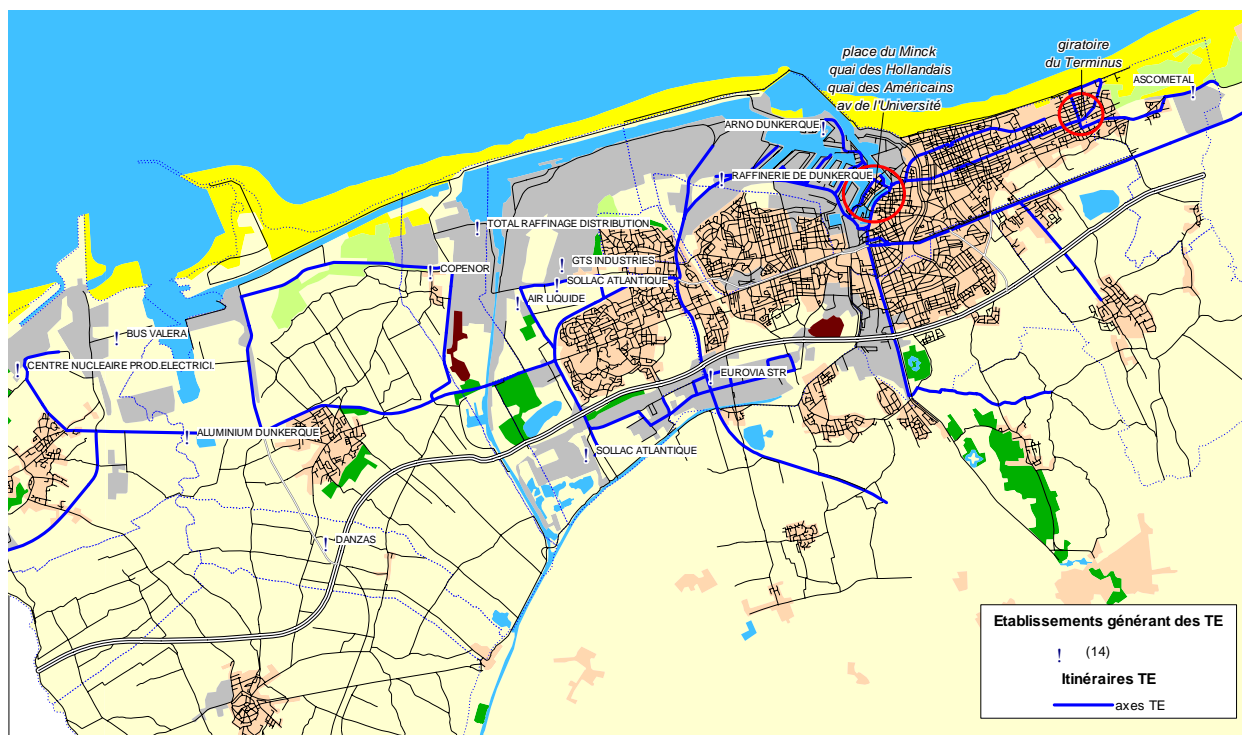 place du Minck
quai des Hollandais
quai des Américains
av de l'Université
giratoire
du Terminus
ASCOMETAL
ARNO DUNKERQUE
RAFFINERIE DE DUNKERQUE
TOTAL RAFFINAGE DISTRIBUTION
GTS INDUSTRIES
COPENOR
SOLLAC ATLANTIQUE
AIR LIQUIDE
BUS VALERA
CENTRE NUCLEAIRE PROD.ELECTRICI.
EUROVIA STR
ALUMINIUM DUNKERQUE
SOLLAC ATLANTIQUE
DANZAS
Etablissements générant des TE
! (14)
Itinéraires TE
axes TE